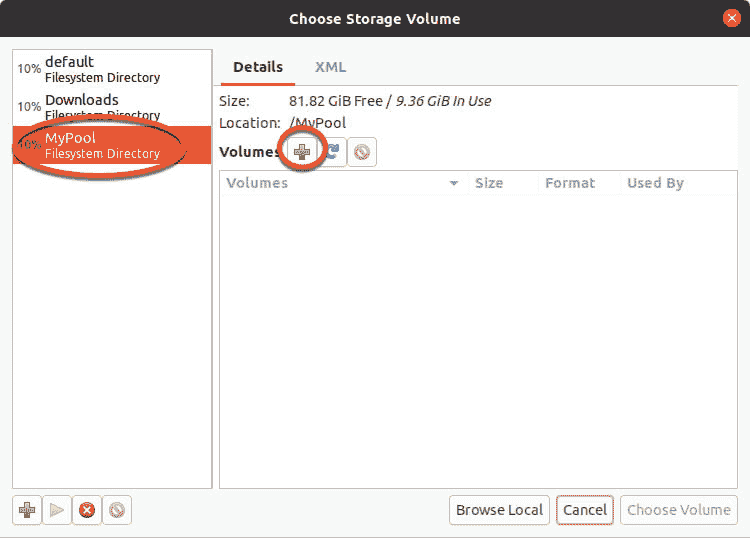 Choose Storage Volume
10% default
Filesystem Directory
10% Downloads
Filesystem Directory
10% MyPool
Filesystem Directory
Details XML
Size: 81.82 GiB Free / 9.36 GiB In Use
Location: /MyPool
Volumes
Volumes Size Format Used By
Browse Local Cancel Choose Volume